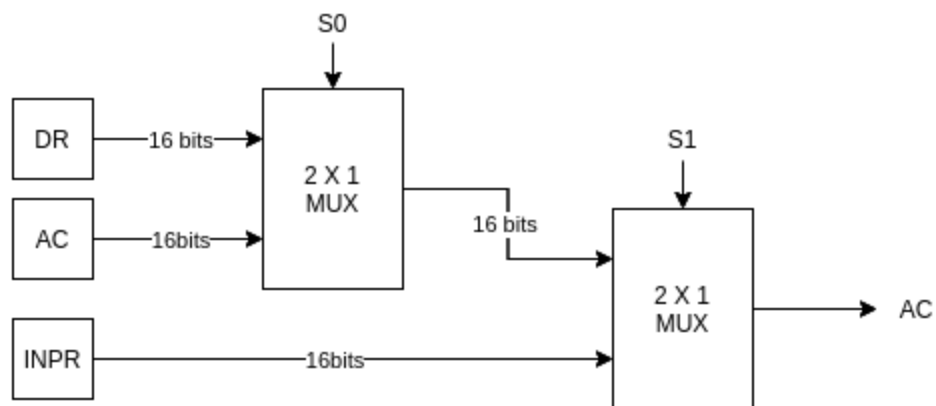 S0
DR
16 bits
2 X 1
MUX
AC
16bits
S1
16 bits
2 X 1
MUX
AC
INPR
16bits